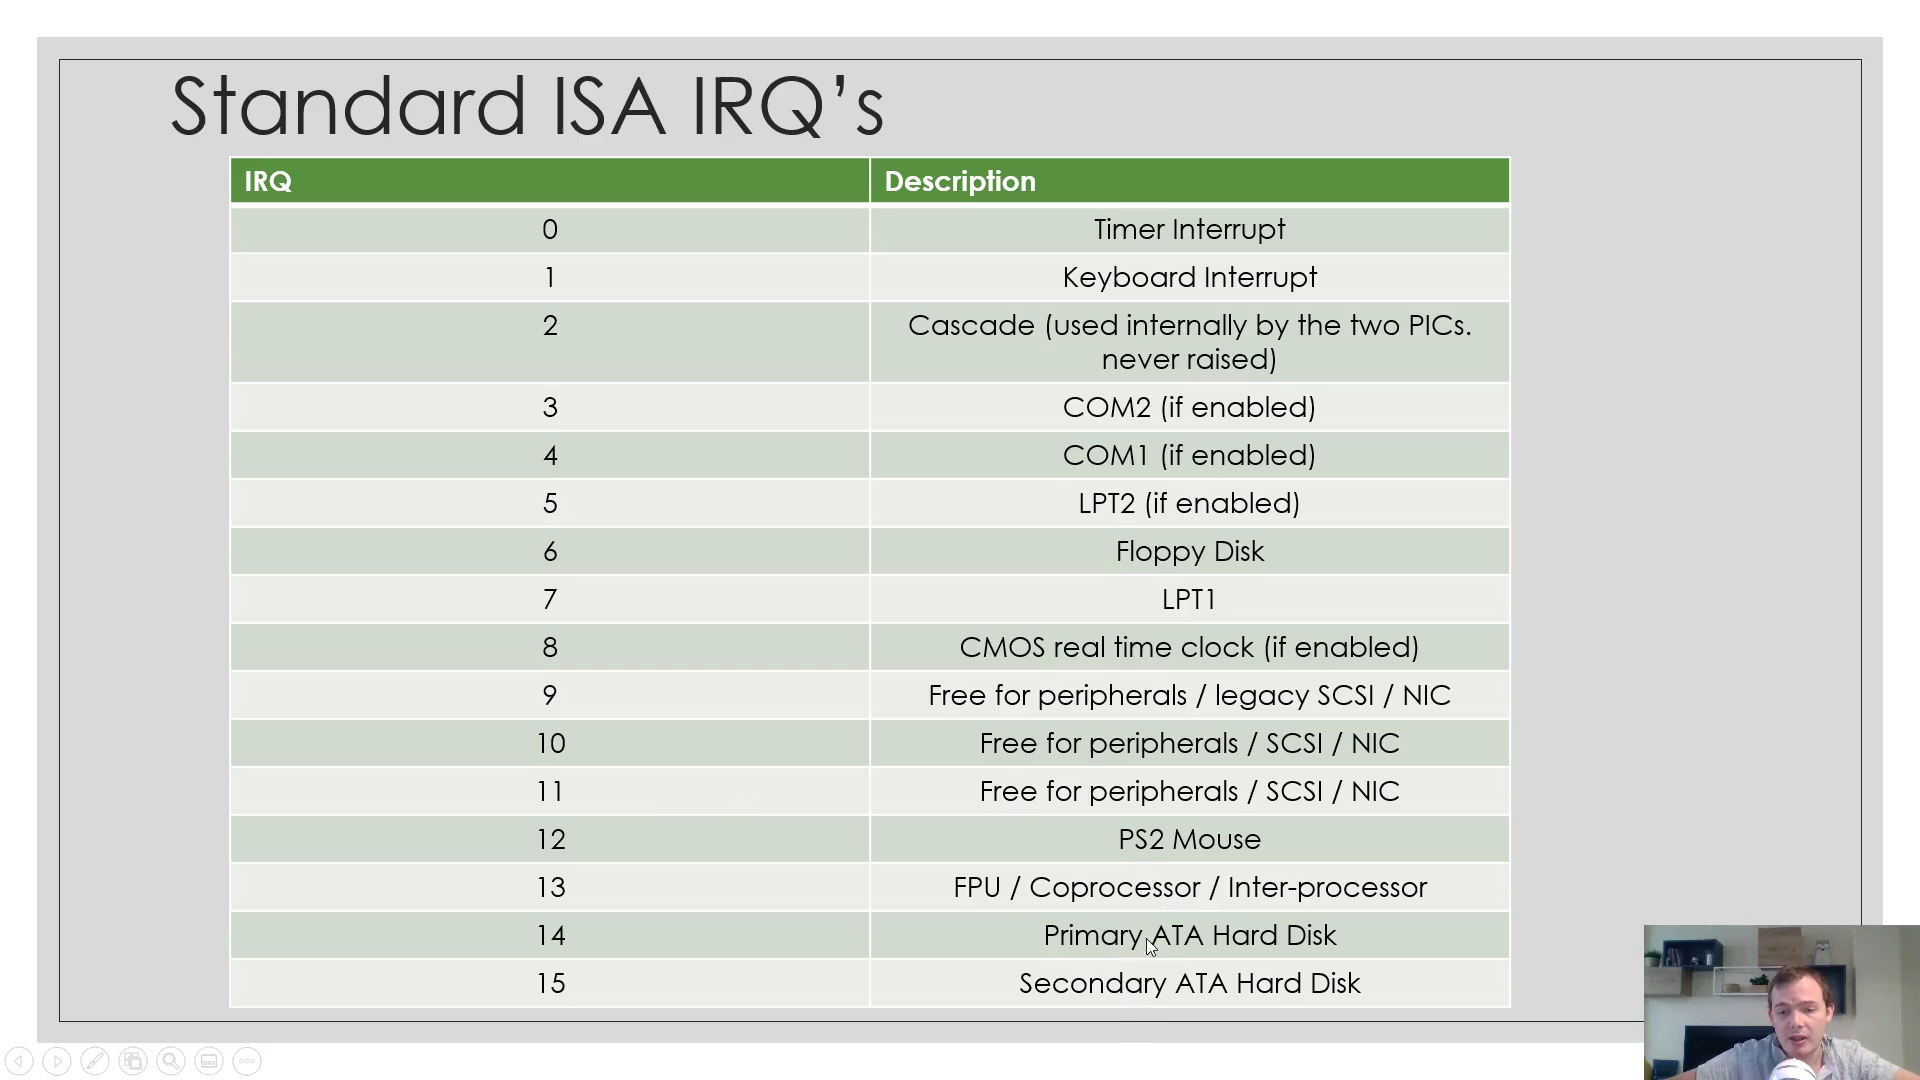 Standard ISA IRQ’s
IRQ Description
0 Timer Interrupt
1 Keyboard Interrupt
2 Cascade (used internally by the two PICs.
never raised)
3 COM2 (if enabled)
4 COM1 (if enabled)
5 LPT2 (if enabled)
6 Floppy Disk
7 LPT1
8 CMOS real time clock (if enabled)
9 Free for peripherals / legacy SCSI / NIC
10 Free for peripherals / SCSI / NIC
11 Free for peripherals / SCSI / NIC
12 PS2 Mouse
13 FPU / Coprocessor / Inter-processor
14 Primary ATA Hard Disk
15 Secondary ATA Hard Disk